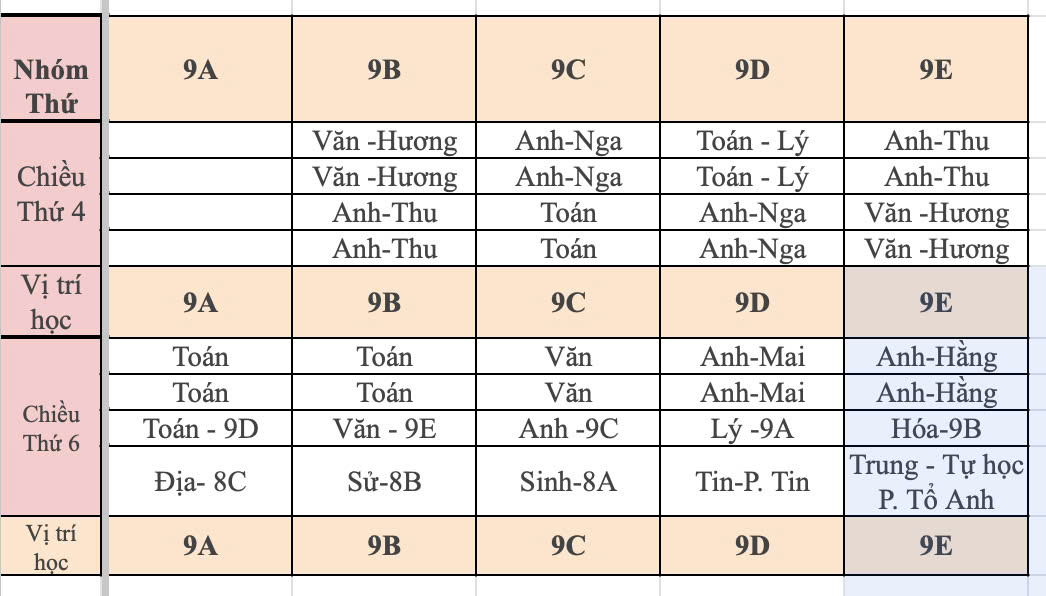 Nhóm Thứ 9A 9B 9C 9D 9E
Chiều Thứ 4
Văn -Hương Anh-Nga Toán - Lý Anh-Thu
Văn -Hương Anh-Nga Toán - Lý Anh-Thu
Anh-Thu Toán Anh-Nga Văn -Hương
Anh-Thu Toán Anh-Nga Văn -Hương
Vị trí học 9A 9B 9C 9D 9E
Chiều Thứ 6
Toán Toán Văn Anh-Mai Anh-Hằng
Toán Toán Văn Anh-Mai Anh-Hằng
Toán - 9D Văn - 9E Anh -9C Lý -9A Hóa-9B
Địa- 8C Sử-8B Sinh-8A Tin-P. Tin Trung - Tự học P. Tổ Anh
Vị trí học 9A 9B 9C 9D 9E